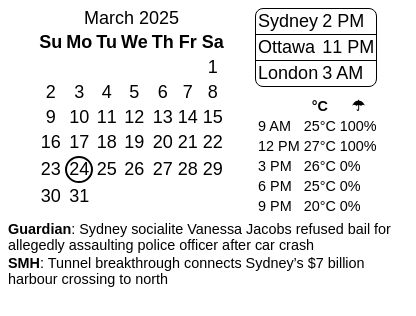 March 2025
Su Mo Tu We Th Fr Sa
1
2 3 4 5 6 7 8
9 10 11 12 13 14 15
16 17 18 19 20 21 22
23 24 25 26 27 28 29
30 31
Sydney 2 PM
Ottawa 11 PM
London 3 AM
°C ☂
9 AM 25°C 100%
12 PM 27°C 100%
3 PM 26°C 0%
6 PM 25°C 0%
9 PM 20°C 0%
Guardian: Sydney socialite Vanessa Jacobs refused bail for
allegedly assaulting police officer after car crash
SMH: Tunnel breakthrough connects Sydney's $7 billion
harbour crossing to north